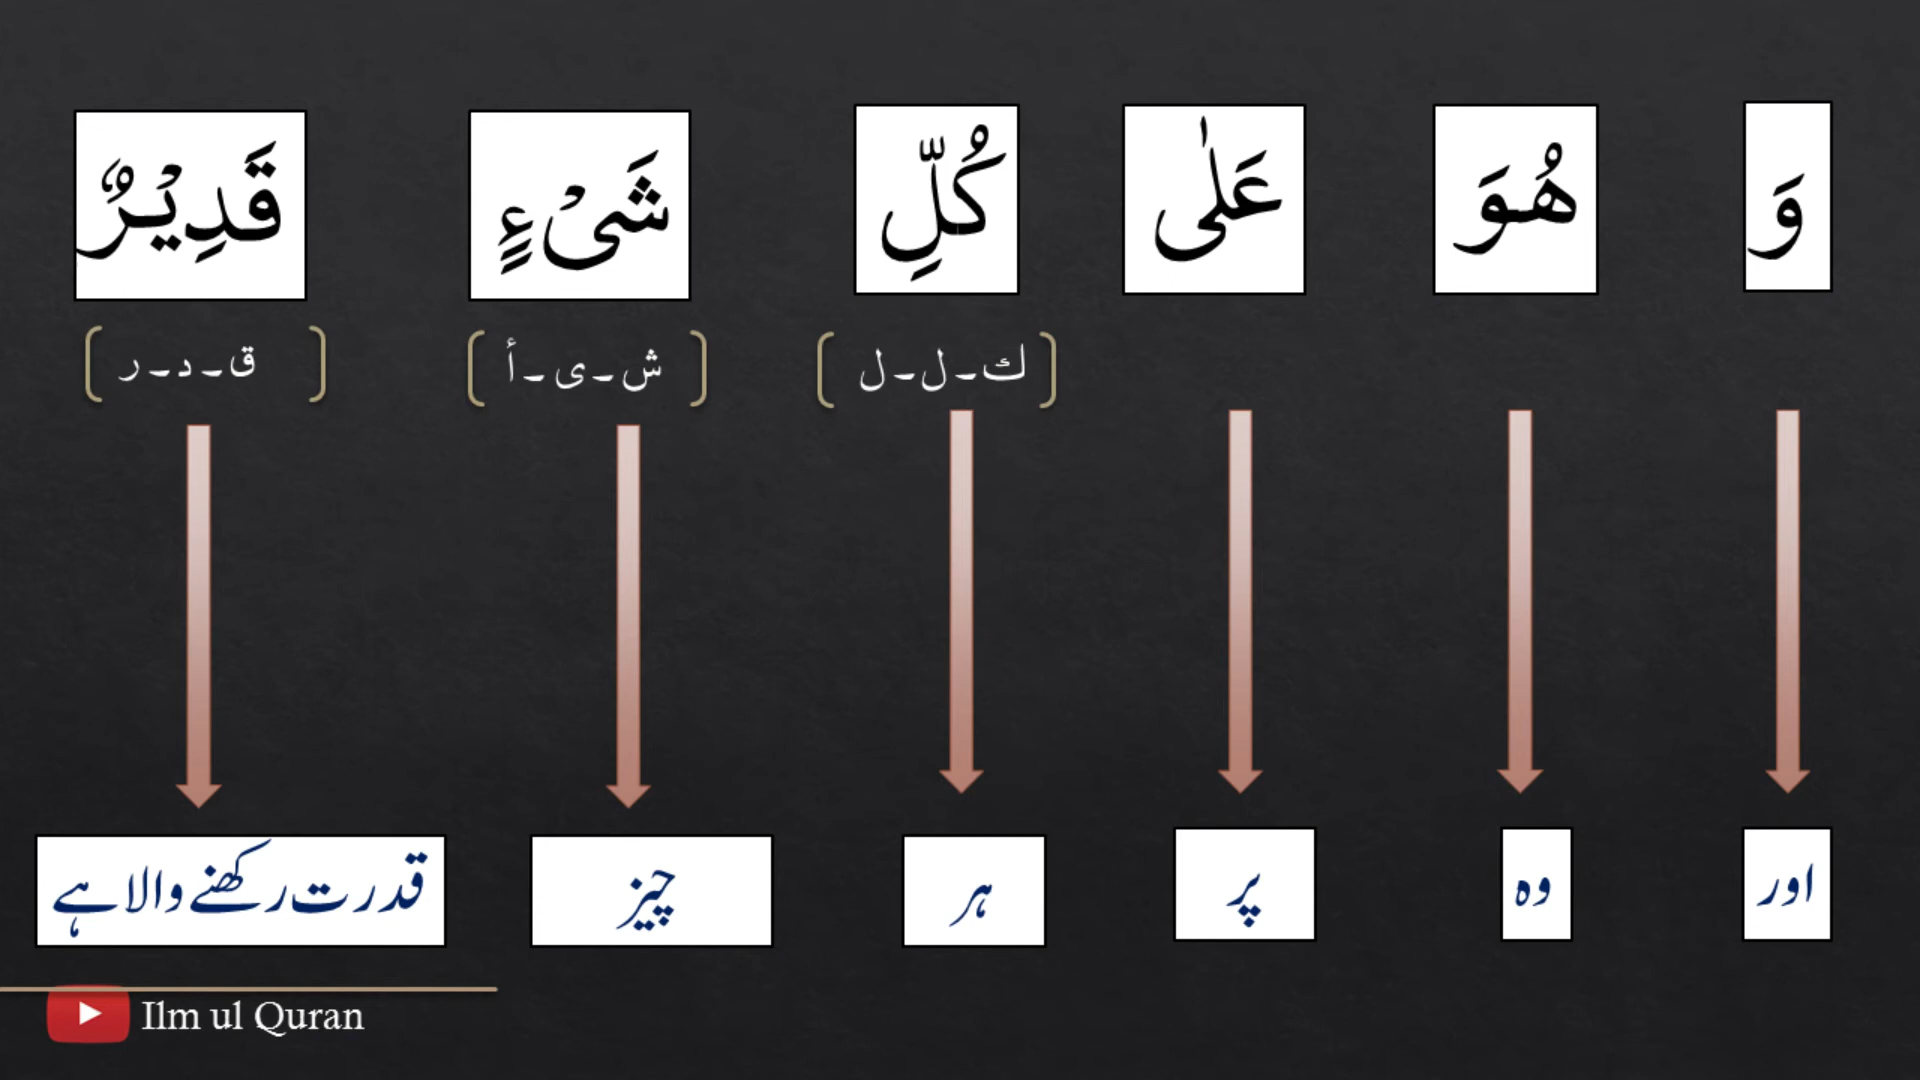 وَ هُوَ عَلٰى كُلِّ شَىْءٍ قَدِيْرٌ
ك-ل-ل ش-ى-أ ق-د-ر
اور وہ پر ہر چیز قدرت رکھنے والا ہے
Ilm ul Quran